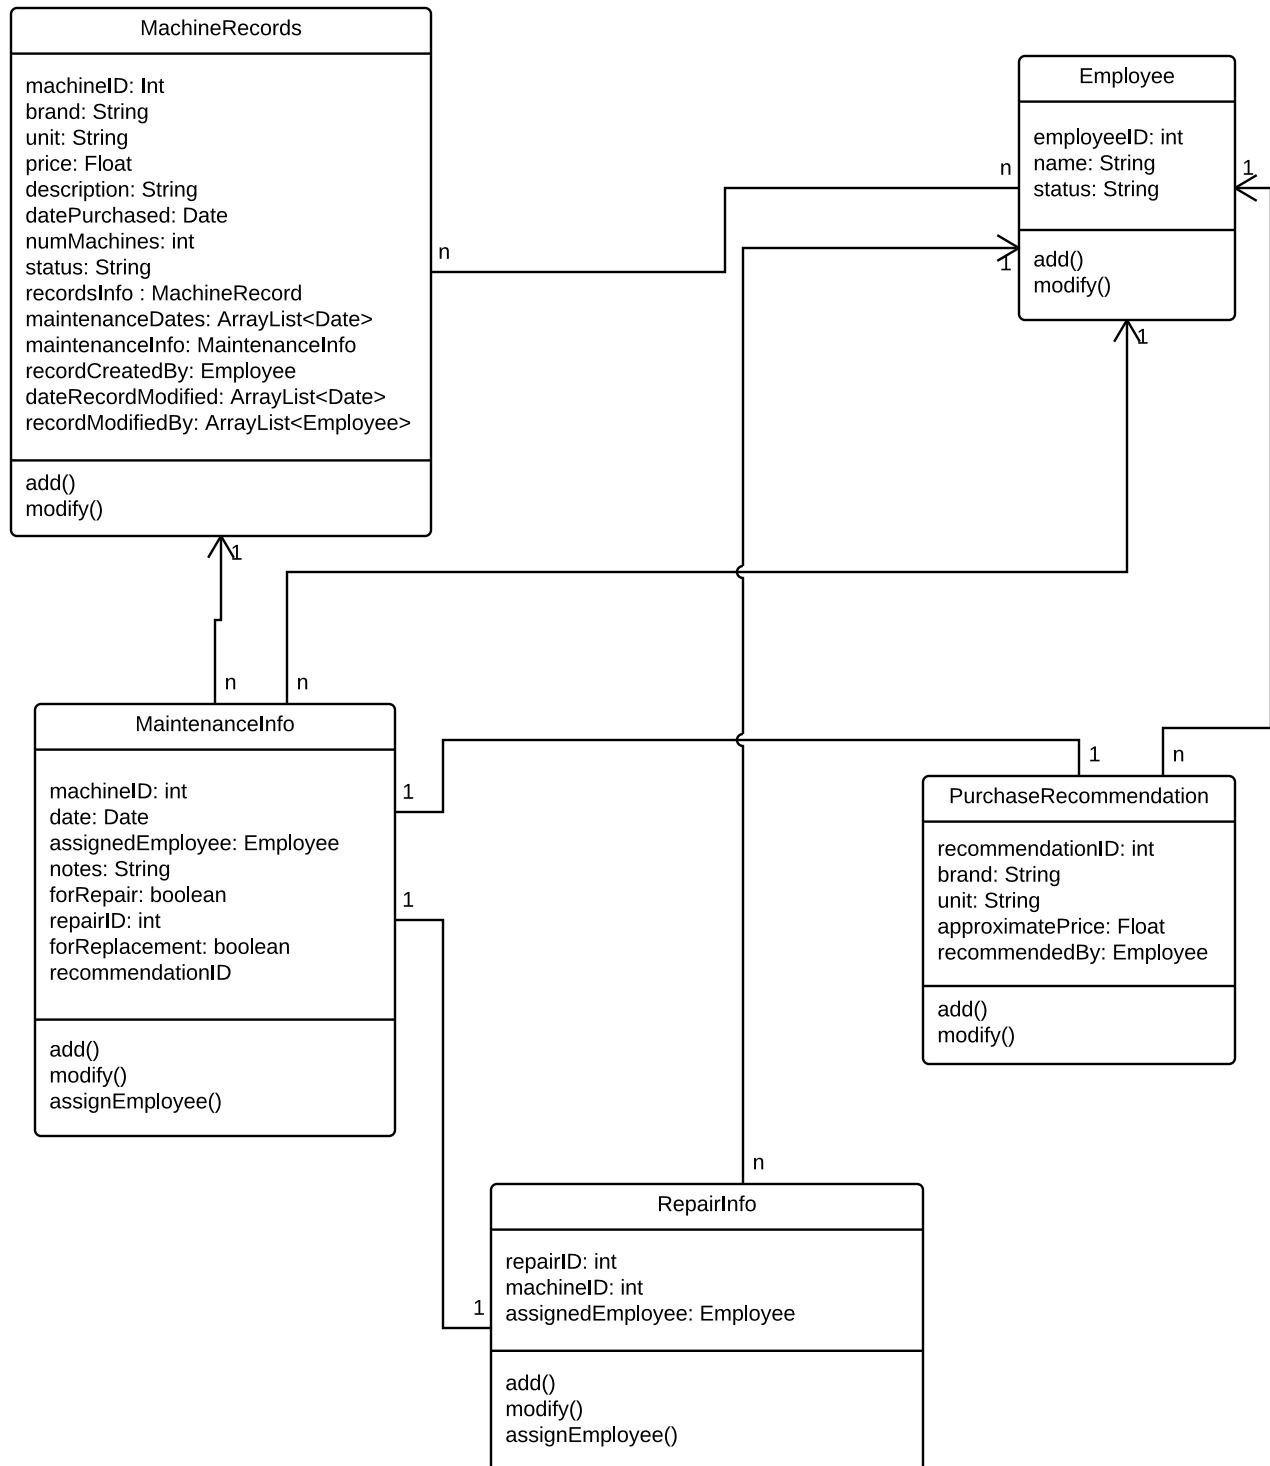 MachineRecords
machineID: Int
brand: String
unit: String
price: Float
description: String
datePurchased: Date
numMachines: int
status: String
recordsInfo : MachineRecord
maintenanceDates: ArrayList<Date>
maintenanceInfo: MaintenanceInfo
recordCreatedBy: Employee
dateRecordModified: ArrayList<Date>
recordModifiedBy: ArrayList<Employee>
add()
modify()
Employee
employeeID: int
name: String
status: String
add()
modify()
n
n
1
1
1
1
n
n
MaintenanceInfo
machineID: int
date: Date
assignedEmployee: Employee
notes: String
forRepair: boolean
repairID: int
forReplacement: boolean
recommendationID
add()
modify()
assignEmployee()
1
1
1
n
PurchaseRecommendation
recommendationID: int
brand: String
unit: String
approximatePrice: Float
recommendedBy: Employee
add()
modify()
n
1
RepairInfo
repairID: int
machineID: int
assignedEmployee: Employee
add()
modify()
assignEmployee()